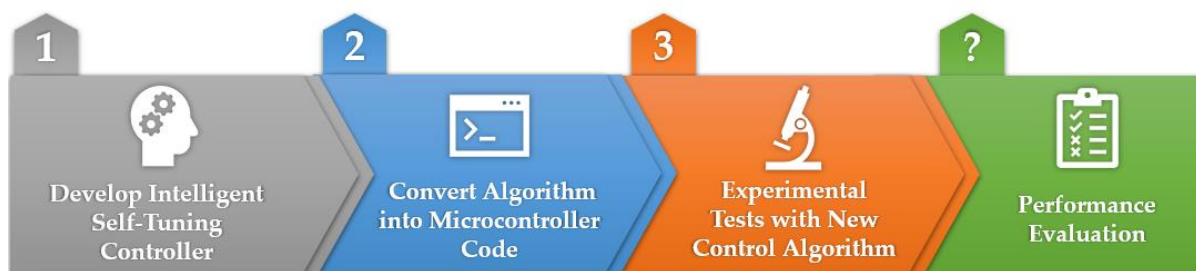 1
Develop Intelligent
Self-Tuning
Controller
2
>_
Convert Algorithm
into Microcontroller
Code
3
Experimental
Tests with New
Control Algorithm
?
Performance
Evaluation